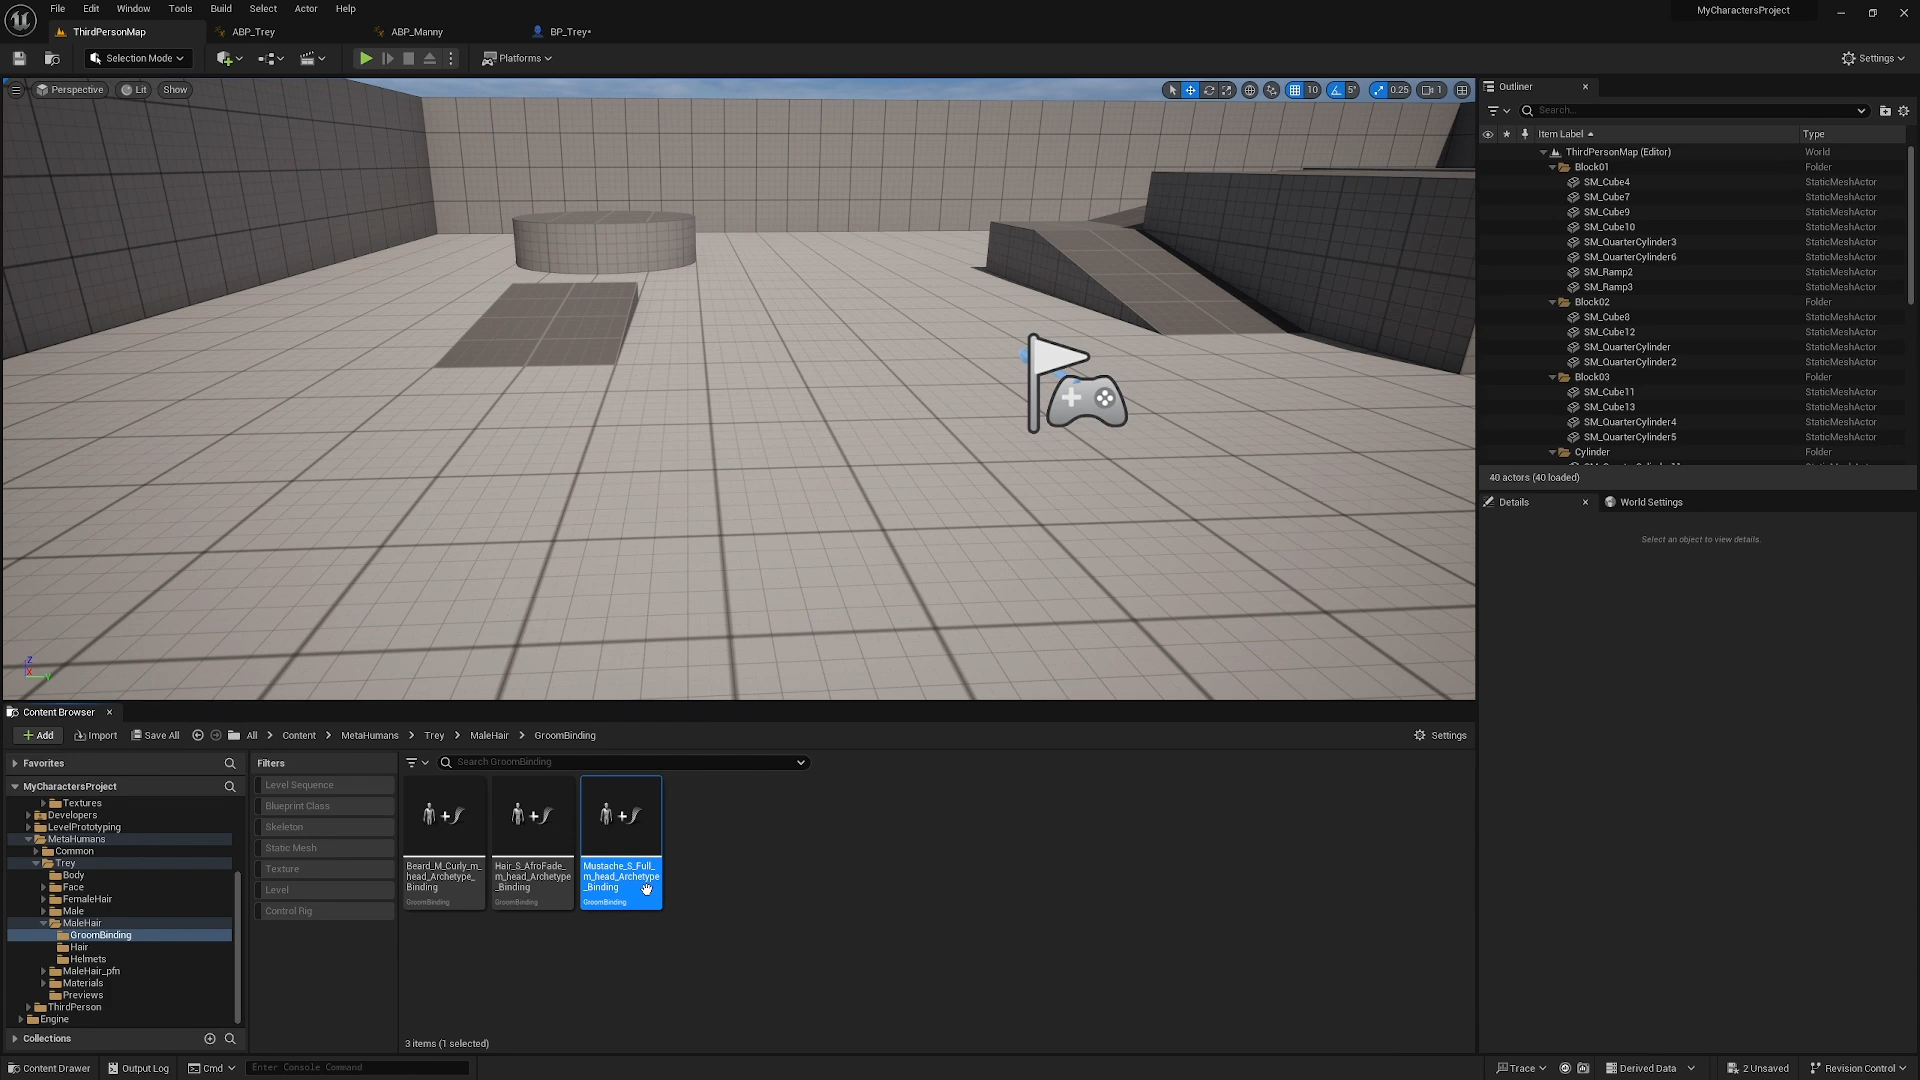 File Edit Window Tools Build Select Actor Help
MyCharactersProject
ThirdPersonMap ABP_Trey ABP_Manny BP_Trey•
Selection Mode Platforms Settings
Perspective Lit Show 10 5° 0.25 1
Outliner
Search...
Item Label Type
ThirdPersonMap (Editor) World
Block01 Folder
SM_Cube4 StaticMeshActor
SM_Cube7 StaticMeshActor
SM_Cube9 StaticMeshActor
SM_Cube10 StaticMeshActor
SM_QuarterCylinder3 StaticMeshActor
SM_QuarterCylinder6 StaticMeshActor
SM_Ramp2 StaticMeshActor
SM_Ramp3 StaticMeshActor
Block02 Folder
SM_Cube8 StaticMeshActor
SM_Cube12 StaticMeshActor
SM_QuarterCylinder StaticMeshActor
SM_QuarterCylinder2 StaticMeshActor
Block03 Folder
SM_Cube11 StaticMeshActor
SM_Cube13 StaticMeshActor
SM_QuarterCylinder4 StaticMeshActor
SM_QuarterCylinder5 StaticMeshActor
Cylinder Folder
40 actors (40 loaded)
Details World Settings
Select an object to view details.
Z
X
Y
Content Browser
Add Import Save All All Content MetaHumans Trey MaleHair GroomBinding Settings
Favorites
MyCharactersProject
Textures
Developers
LevelPrototyping
MetaHumans
Common
Trey
Body
Face
FemaleHair
Male
MaleHair
GroomBinding
Hair
Helmets
MaleHair_pfn
Materials
Previews
ThirdPerson
Engine
Collections
Filters
Level Sequence
Blueprint Class
Skeleton
Static Mesh
Texture
Level
Control Rig
Search GroomBinding
Beard_M_Curly_m_
head_Archetype_
Binding
GroomBinding
Hair_S_AfroFade_
m_head_Archetype
_Binding
GroomBinding
Mustache_S_Full_
m_head_Archetype
_Binding
GroomBinding
3 items (1 selected)
Content Drawer Output Log Cmd Enter Console Command Trace Derived Data 2 Unsaved Revision Control